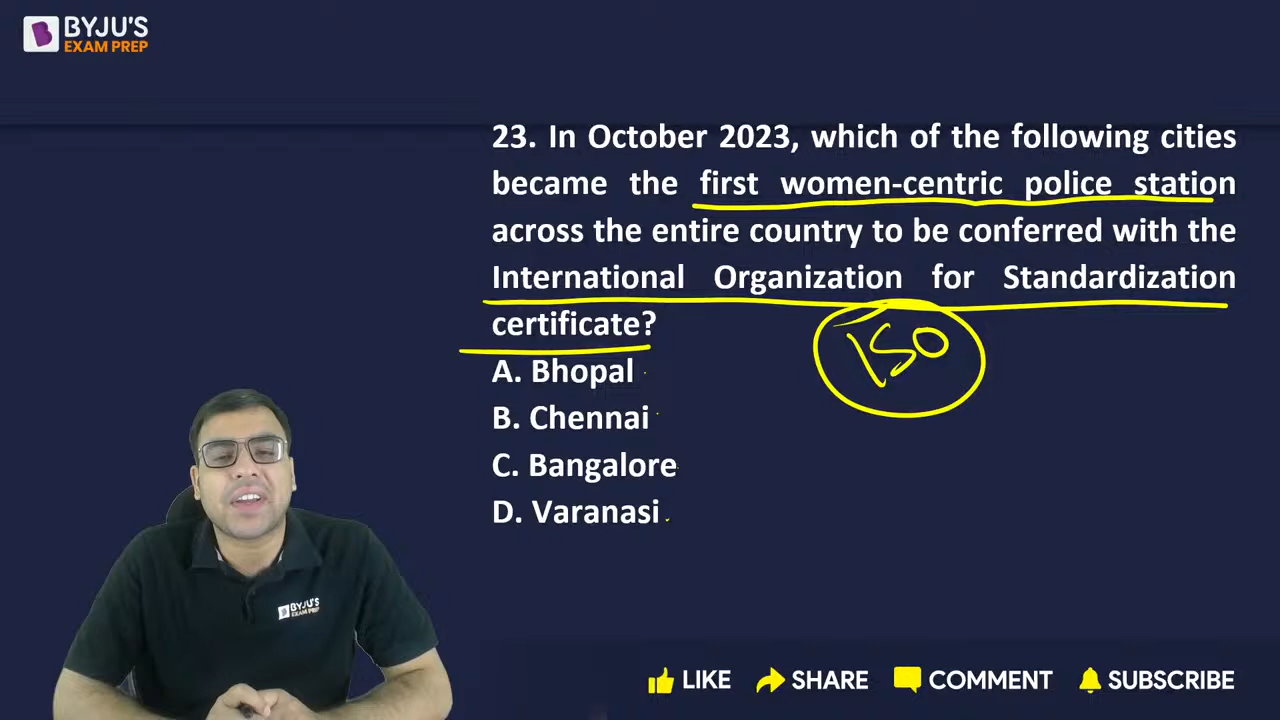 BYJU'S
EXAM PREP
23. In October 2023, which of the following cities
became the first women-centric police station
across the entire country to be conferred with the
International Organization for Standardization
certificate?
ISO
A. Bhopal
B. Chennai
C. Bangalore
D. Varanasi
BYJU'S
EXAM PREP
LIKE SHARE COMMENT SUBSCRIBE